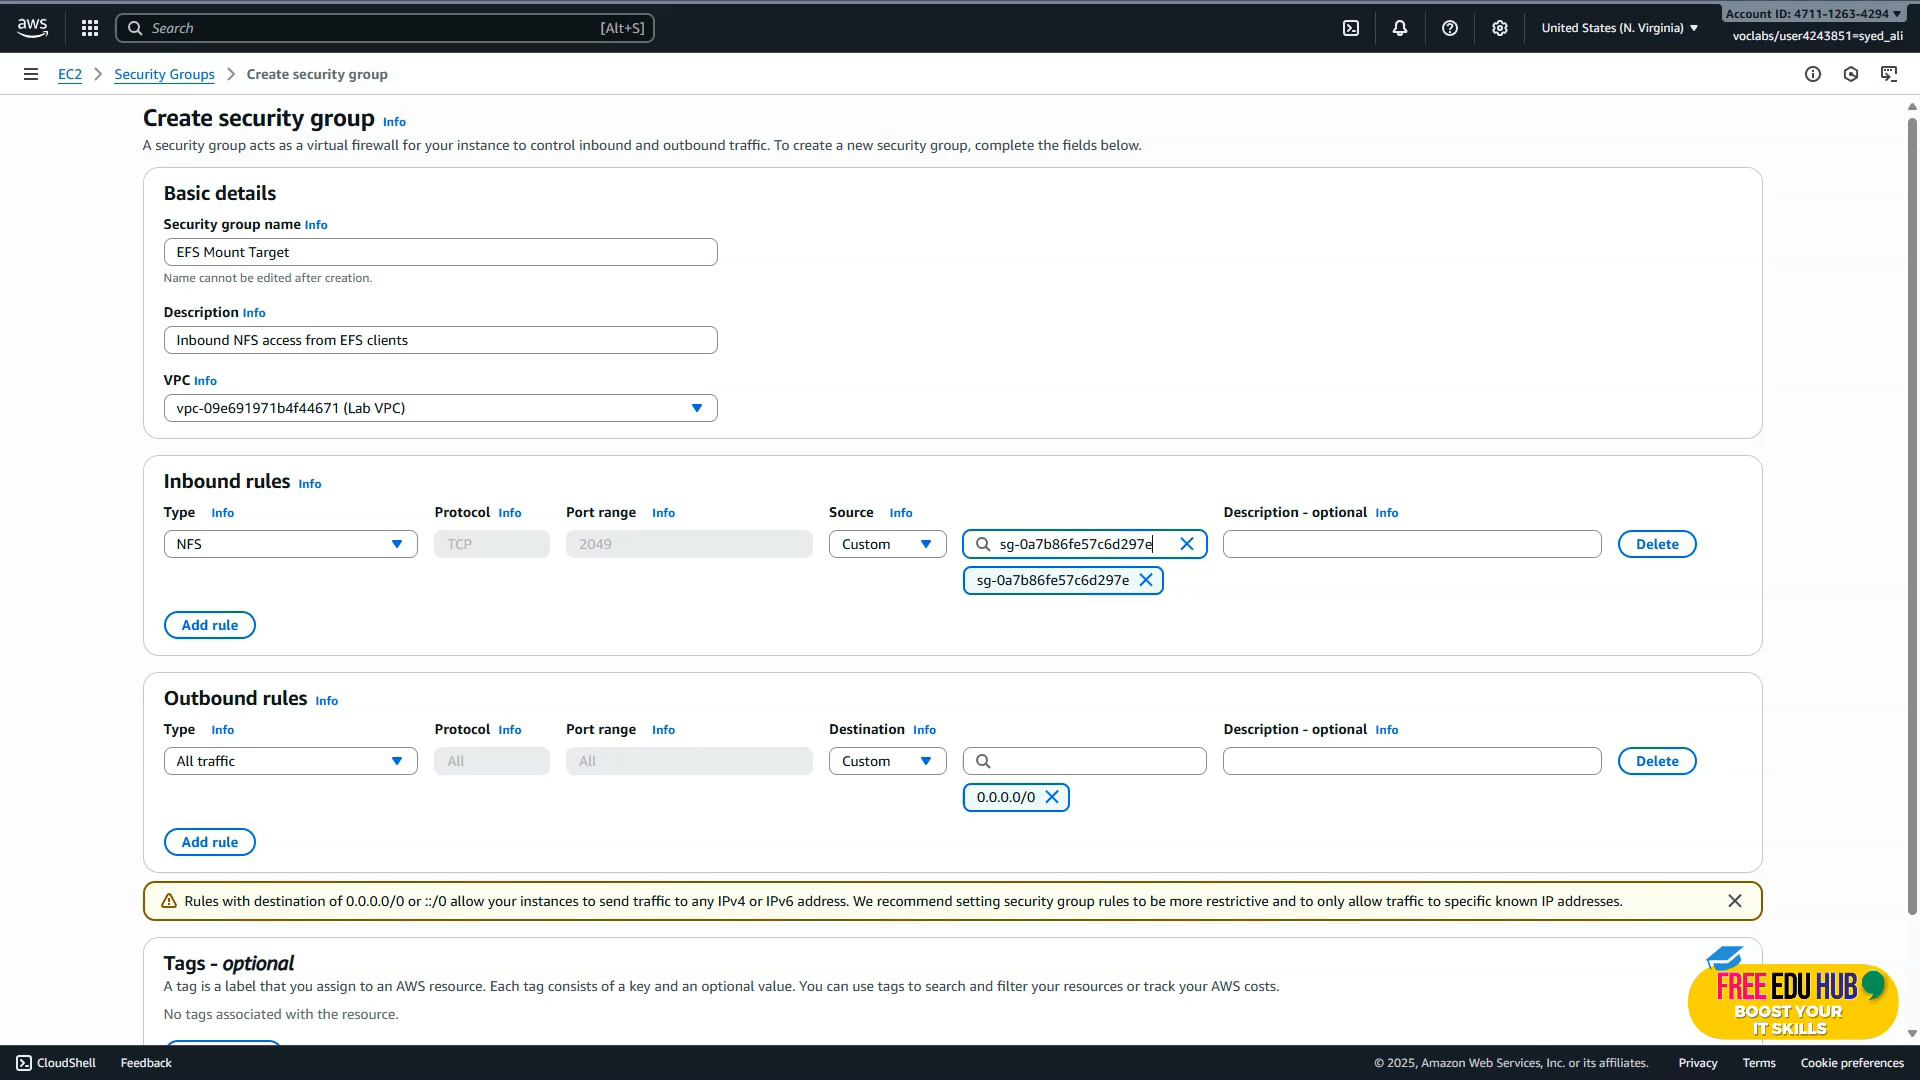 aws
Search [Alt+S]
United States (N. Virginia)
Account ID: 4711-1263-4294
voclabs/user4243851=syed_ali
EC2 Security Groups Create security group
Create security group Info
A security group acts as a virtual firewall for your instance to control inbound and outbound traffic. To create a new security group, complete the fields below.
Basic details
Security group name Info
EFS Mount Target
Name cannot be edited after creation.
Description Info
Inbound NFS access from EFS clients
VPC Info
vpc-09e691971b4f44671 (Lab VPC)
Inbound rules Info
Type Info Protocol Info Port range Info Source Info Description - optional Info
NFS TCP 2049 Custom sg-0a7b86fe57c6d297e Delete
sg-0a7b86fe57c6d297e
Add rule
Outbound rules Info
Type Info Protocol Info Port range Info Destination Info Description - optional Info
All traffic All All Custom Delete
0.0.0.0/0
Add rule
Rules with destination of 0.0.0.0/0 or ::/0 allow your instances to send traffic to any IPv4 or IPv6 address. We recommend setting security group rules to be more restrictive and to only allow traffic to specific known IP addresses.
Tags - optional
A tag is a label that you assign to an AWS resource. Each tag consists of a key and an optional value. You can use tags to search and filter your resources or track your AWS costs.
No tags associated with the resource.
FREE EDU HUB
BOOST YOUR
IT SKILLS
CloudShell Feedback © 2025, Amazon Web Services, Inc. or its affiliates. Privacy Terms Cookie preferences